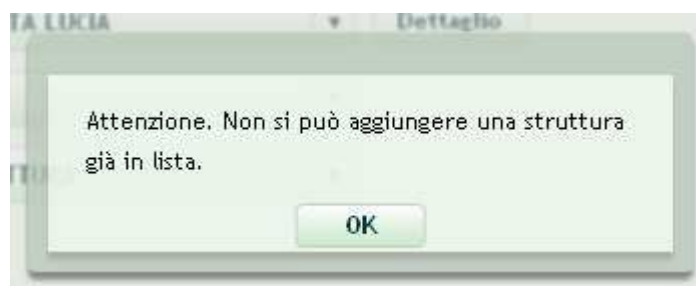 TA LUCIA Dettaglio
Attenzione. Non si può aggiungere una struttura
già in lista.
OK